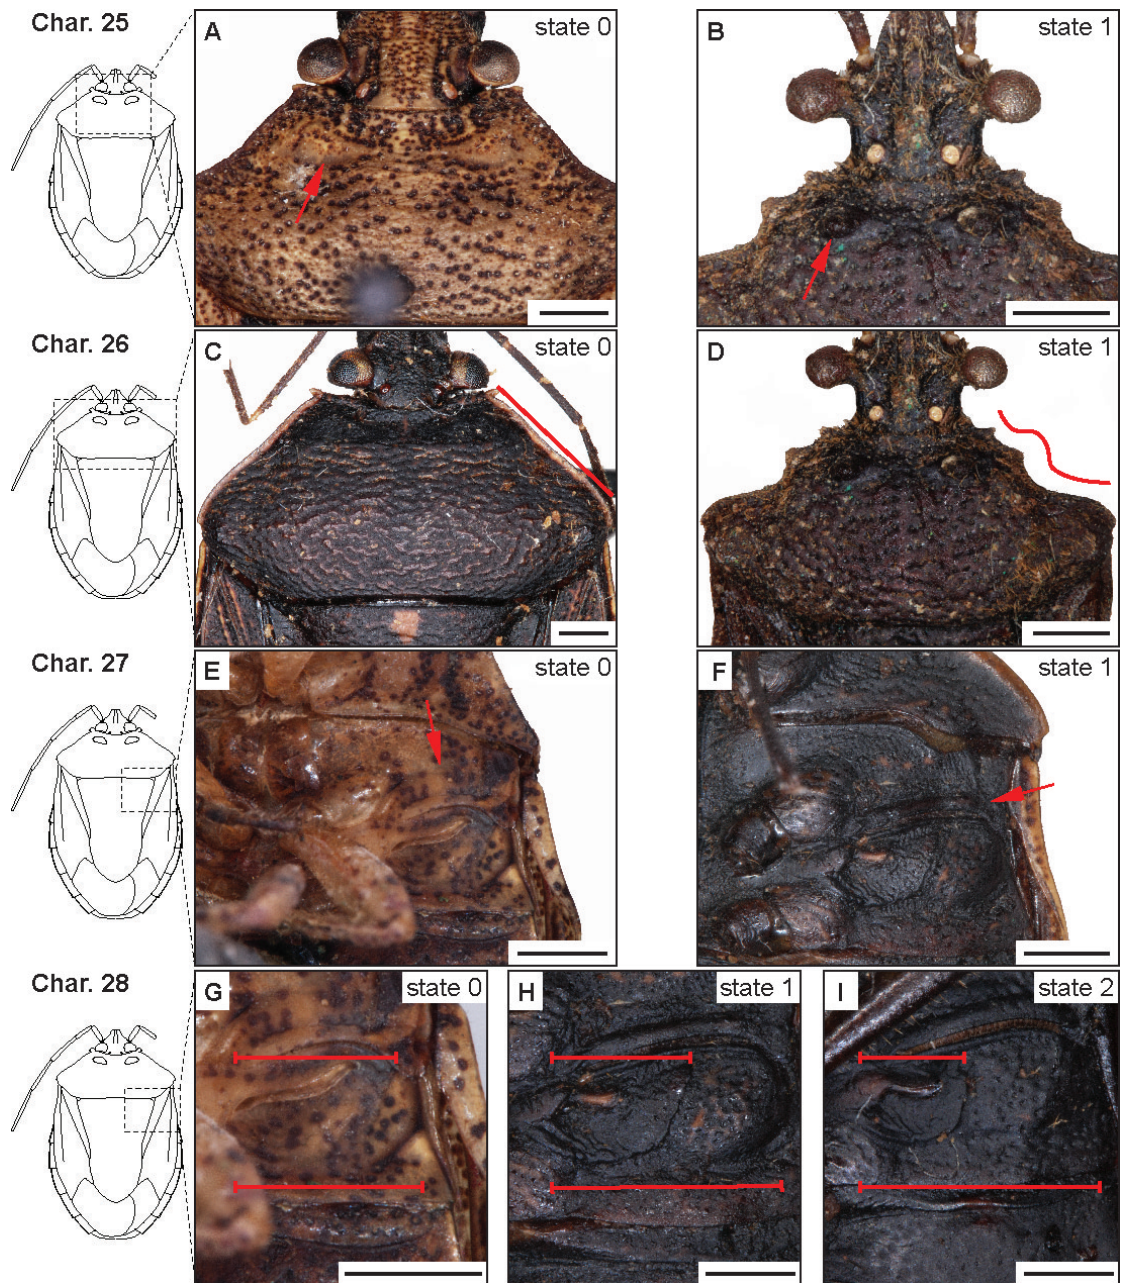 Char. 25
A state 0
B state 1
Char. 26
C state 0
D state 1
Char. 27
E state 0
F state 1
Char. 28
G state 0
H state 1
I state 2